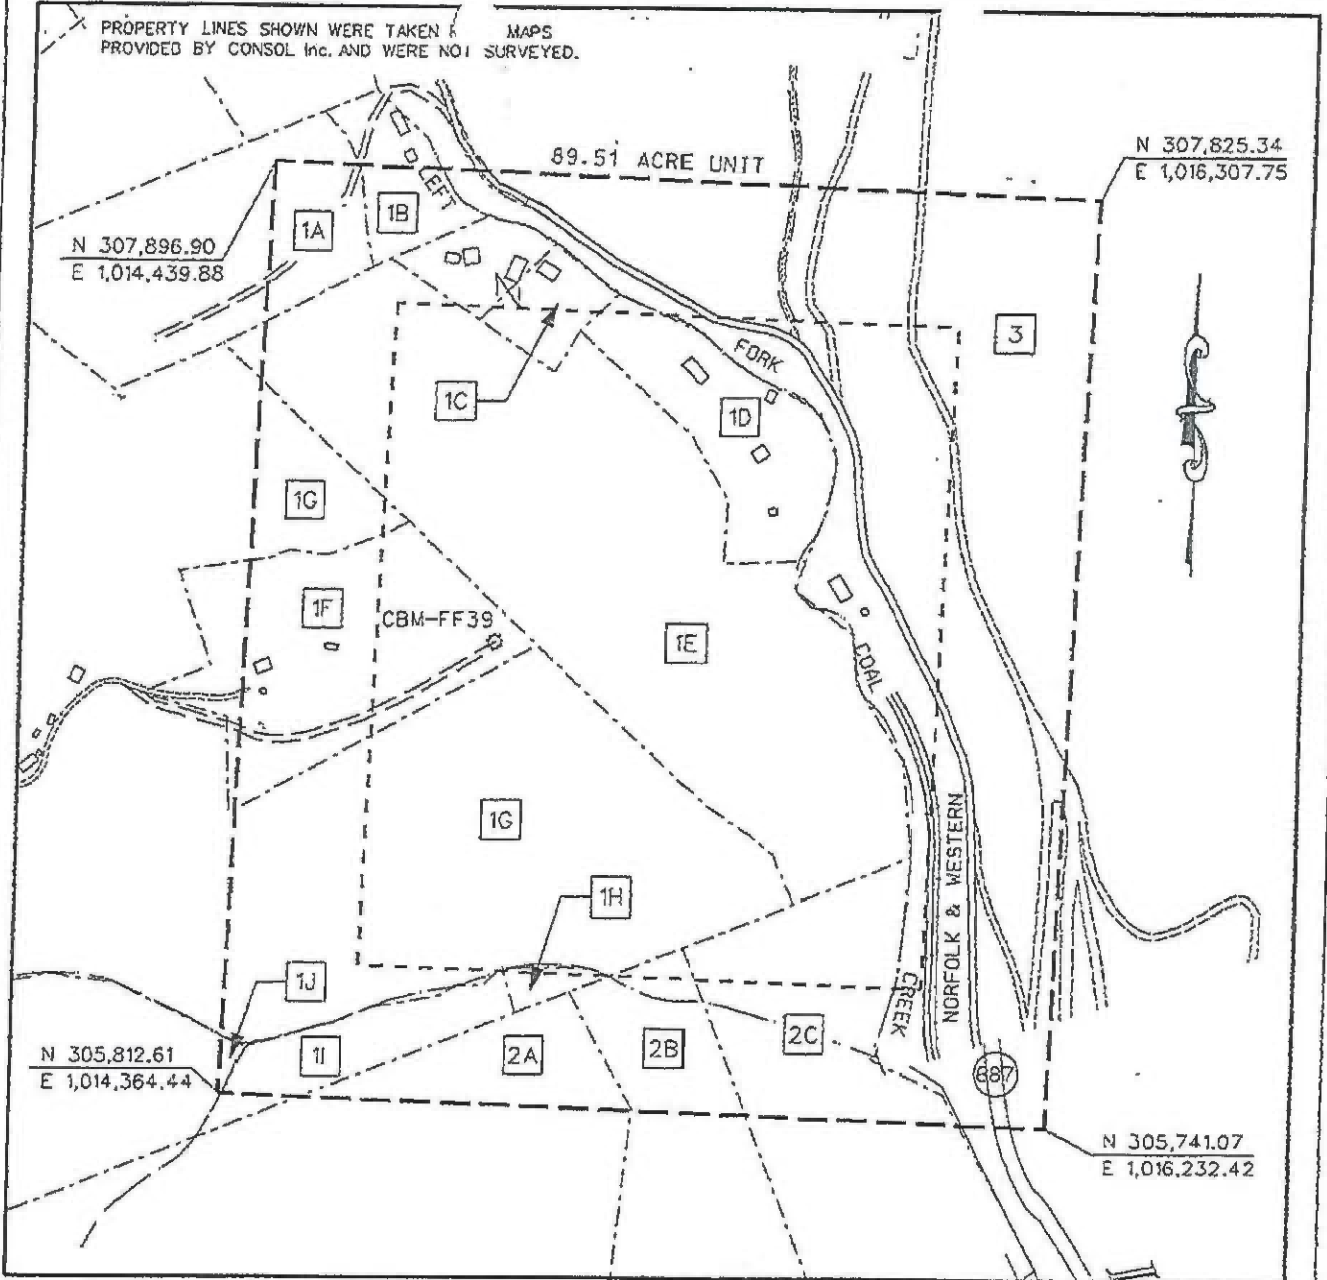 PROPERTY LINES SHOWN WERE TAKEN MAPS
PROVIDED BY CONSOL Inc. AND WERE NOT SURVEYED.
89.51 ACRE UNIT
N 307,825.34
E 1,016,307.75
N 307,896.90
E 1,014,439.88
1A
1B
LEFT
3
FORK
1C
1D
1G
1F
CBM-FF39
1E
COAL
1G
NORFOLK & WESTERN
1H
1J
CREEK
N 305,812.61
E 1,014,364.44
1I
2A
2B
2C
687
N 305,741.07
E 1,016,232.42